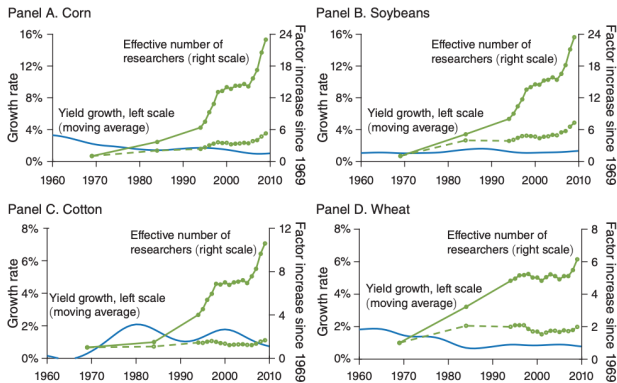 Panel A. Corn
16%
12%
8%
4%
0%
Growth rate
Effective number of
researchers (right scale)
Yield growth, left scale
(moving average)
24
18
12
6
0
Factor increase since 1969
1960
1970
1980
1990
2000
2010
Panel B. Soybeans
16%
12%
8%
4%
0%
Growth rate
Effective number of
researchers (right scale)
Yield growth, left scale
(moving average)
24
18
12
6
0
Factor increase since 1969
1960
1970
1980
1990
2000
2010
Panel C. Cotton
8%
6%
4%
2%
0%
Growth rate
Effective number of
researchers (right scale)
Yield growth, left scale
(moving average)
12
8
4
0
Factor increase since 1969
1960
1970
1980
1990
2000
2010
Panel D. Wheat
8%
6%
4%
2%
0%
Growth rate
Effective number of
researchers (right scale)
Yield growth, left scale
(moving average)
8
6
4
2
0
Factor increase since 1969
1960
1970
1980
1990
2000
2010